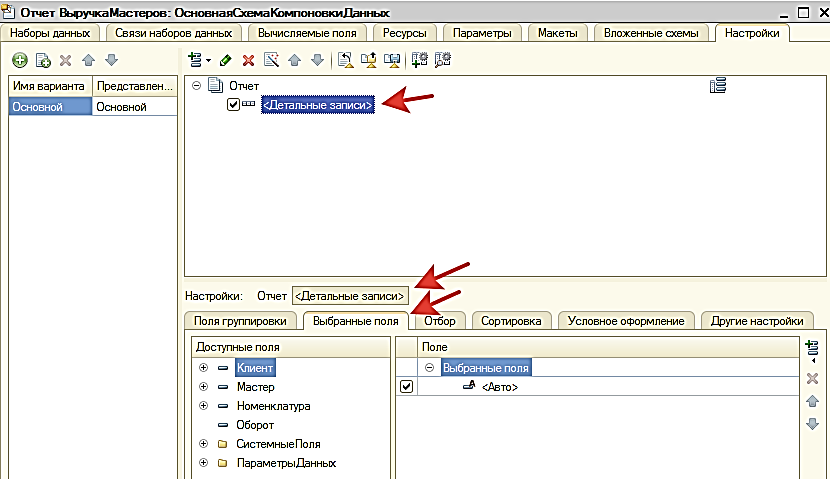 Отчет ВыручкаМастеров: ОсновнаяСхемаКомпоновкиДанных
Наборы данных Связи наборов данных Вычисляемые поля Ресурсы Параметры Макеты Вложенные схемы Настройки
Имя варианта Представлен...
Основной Основной
Отчет
<Детальные записи>
Настройки: Отчет <Детальные записи>
Поля группировки Выбранные поля Отбор Сортировка Условное оформление Другие настройки
Доступные поля
Клиент
Мастер
Номенклатура
Оборот
СистемныеПоля
ПараметрыДанных
Поле
Выбранные поля
<Авто>